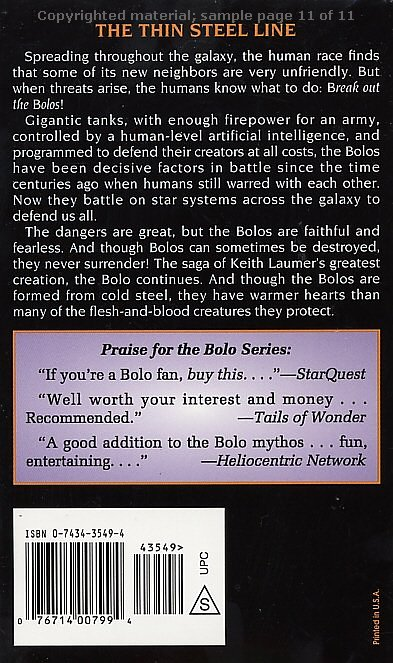 Copyrighted material; sample page 11 of 11
THE THIN STEEL LINE
Spreading throughout the galaxy, the human race finds
that some of its new neighbors are very unfriendly. But
when threats arise, the humans know what to do: Break out
the Bolos!
Gigantic tanks, with enough firepower for an army,
controlled by a human-level artificial intelligence, and
programmed to defend their creators at all costs, the Bolos
have been decisive factors in battle since the time
centuries ago when humans still warred with each other.
Now they battle on star systems across the galaxy to
defend us all.
The dangers are great, but the Bolos are faithful and
fearless. And though Bolos can sometimes be destroyed,
they never surrender! The saga of Keith Laumer's greatest
creation, the Bolo, continues. And though the Bolos are
formed from cold steel, they have warmer hearts than
many of the flesh-and-blood creatures they protect.
Praise for the Bolo Series:
"If you're a Bolo fan, buy this. . . ."—StarQuest
"Well worth your interest and money . . .
Recommended." —Tails of Wonder
"A good addition to the Bolo mythos . . . fun,
entertaining. . . ." —Heliocentric Network
ISBN 0-7434-3549-4
43549>
0 76714 00799 4
UPC
S
Printed in U.S.A.